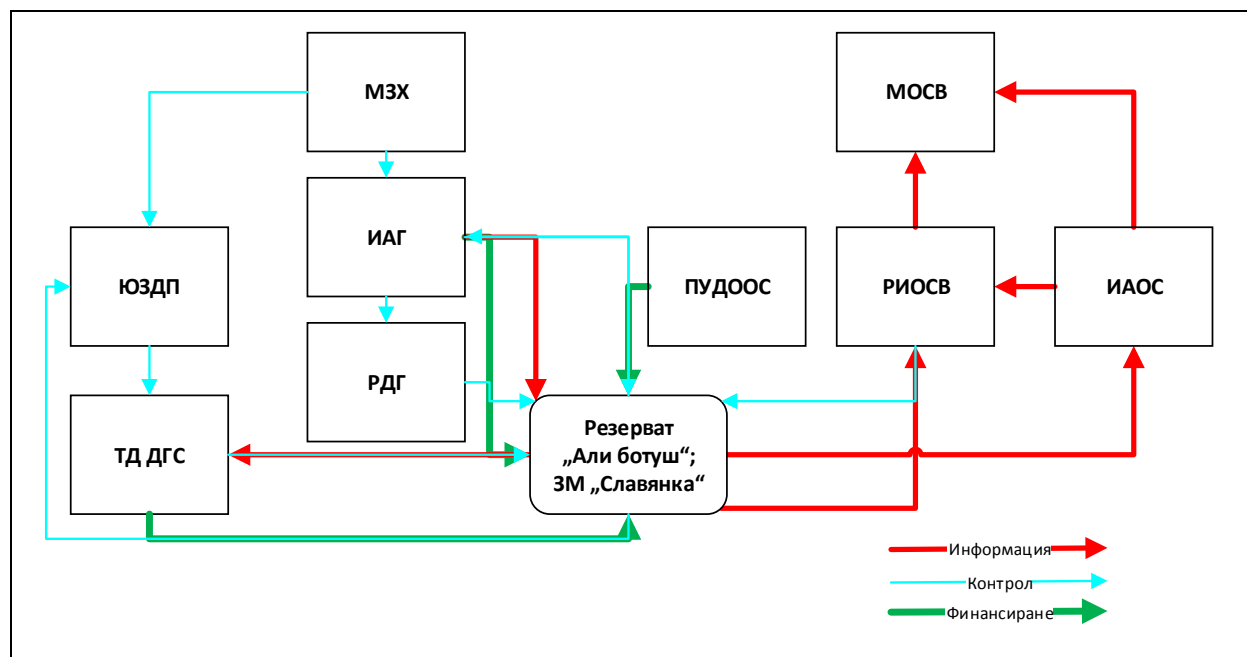 МЗХ
МОСВ
ИАГ
ЮЗДП
ПУДООС
РИОСВ
ИАОС
РДГ
ТД ДГС
Резерват
„Али ботуш“;
ЗМ „Славянка“
Информация
Контрол
Финансиране